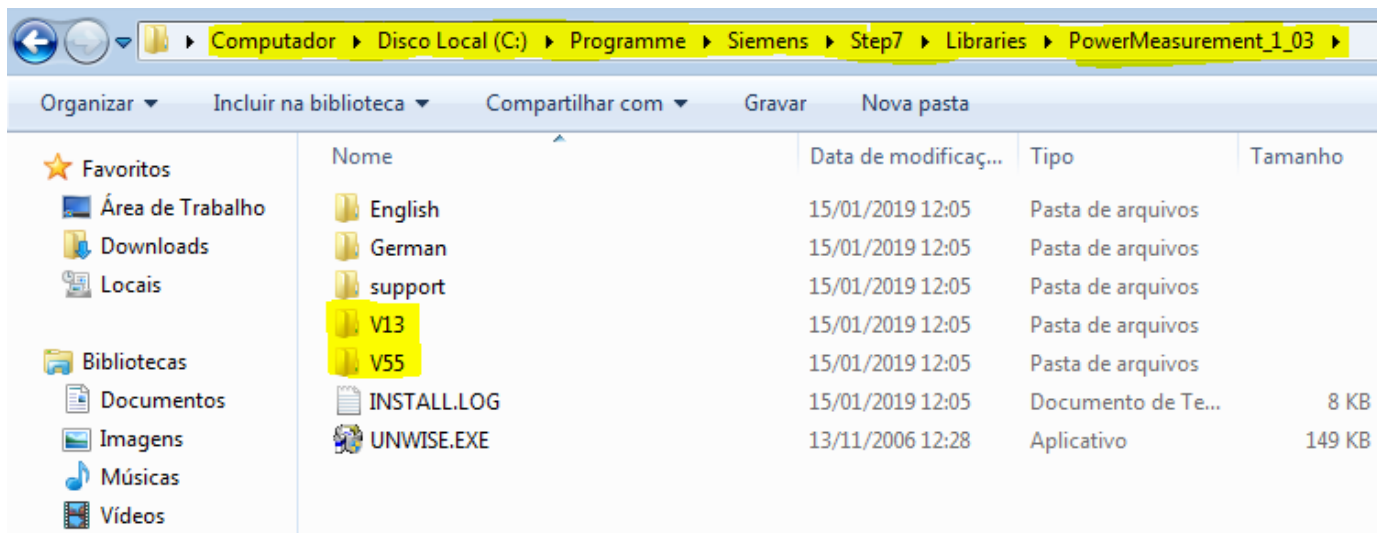 Computador Disco Local (C:) Programme Siemens Step7 Libraries PowerMeasurement_1_03
Organizar Incluir na biblioteca Compartilhar com Gravar Nova pasta
Favoritos
Área de Trabalho
Downloads
Locais
Bibliotecas
Documentos
Imagens
Músicas
Vídeos
Nome Data de modificaç... Tipo Tamanho
English 15/01/2019 12:05 Pasta de arquivos
German 15/01/2019 12:05 Pasta de arquivos
support 15/01/2019 12:05 Pasta de arquivos
V13 15/01/2019 12:05 Pasta de arquivos
V55 15/01/2019 12:05 Pasta de arquivos
INSTALL.LOG 15/01/2019 12:05 Documento de Te... 8 KB
UNWISE.EXE 13/11/2006 12:28 Aplicativo 149 KB